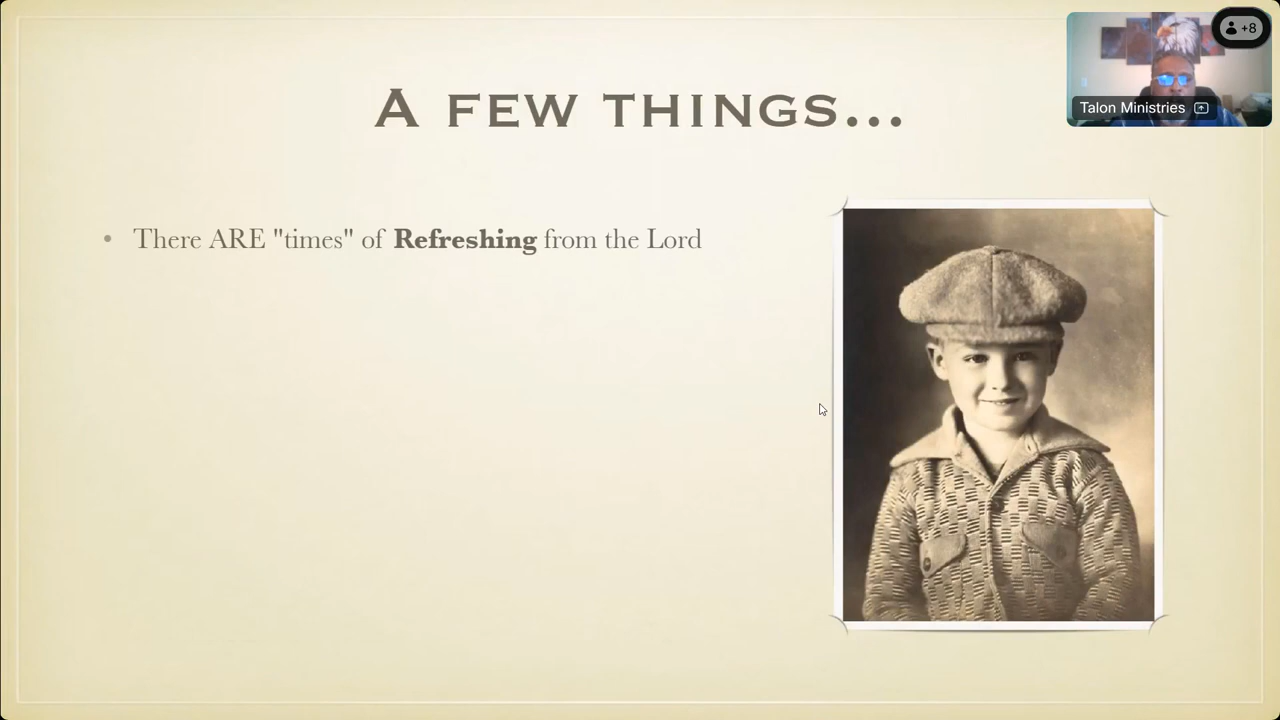 A FEW THINGS...
+8
Talon Ministries
• There ARE "times" of Refreshing from the Lord